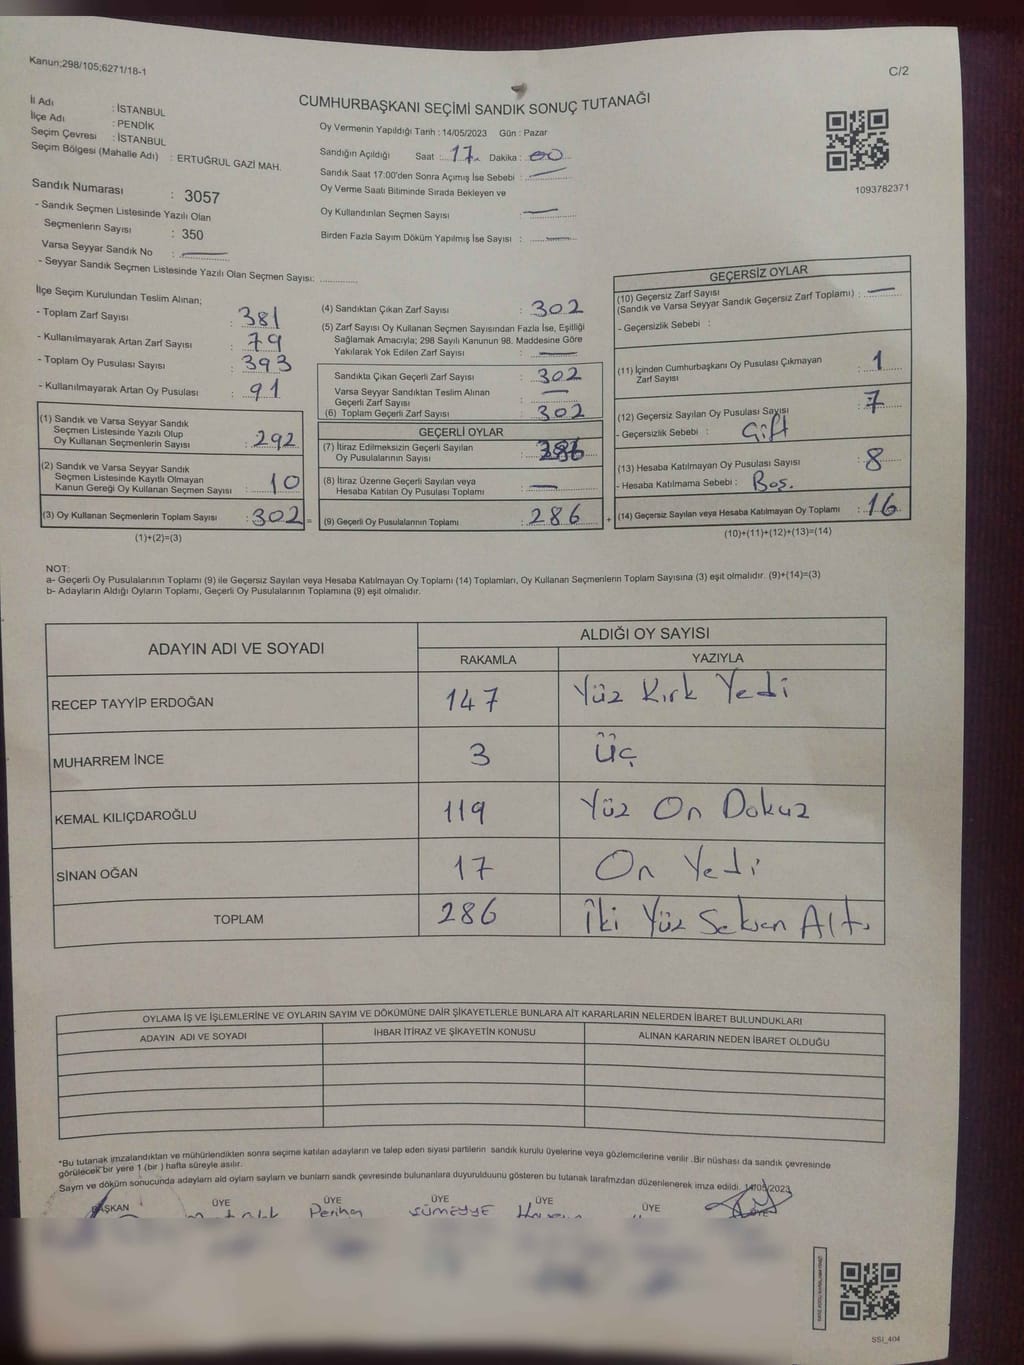 Kanun;298/105;6271/18-1
C/2
CUMHURBAŞKANI SEÇİMİ SANDIK SONUÇ TUTANAĞI
İl Adı : İSTANBUL
İlçe Adı : PENDİK
Seçim Çevresi : İSTANBUL
Seçim Bölgesi (Mahalle Adı) : ERTUĞRUL GAZİ MAH.
Sandık Numarası : 3057
- Sandık Seçmen Listesinde Yazılı Olan
Seçmenlerin Sayısı : 350
Varsa Seyyar Sandık No :
- Seyyar Sandık Seçmen Listesinde Yazılı Olan Seçmen Sayısı:
Oy Vermenin Yapıldığı Tarih : 14/05/2023 Gün : Pazar
Sandığın Açıldığı Saat : 17 Dakika : 00
Sandık Saat 17:00'den Sonra Açımış İse Sebebi :
Oy Verme Saati Bitiminde Sırada Bekleyen ve
Oy Kullandırılan Seçmen Sayısı :
Birden Fazla Sayım Döküm Yapılmış İse Sayısı :
1093782371
İlçe Seçim Kurulundan Teslim Alınan;
- Toplam Zarf Sayısı : 381
- Kullanılmayarak Artan Zarf Sayısı : 79
- Toplam Oy Pusulası Sayısı : 393
- Kullanılmayarak Artan Oy Pusulası : 91
(1) Sandık ve Varsa Seyyar Sandık
Seçmen Listesinde Yazılı Olup
Oy Kullanan Seçmenlerin Sayısı : 292
(2) Sandık ve Varsa Seyyar Sandık
Seçmen Listesinde Kayıtlı Olmayan
Kanun Gereği Oy Kullanan Seçmen Sayısı : 10
(3) Oy Kullanan Seçmenlerin Toplam Sayısı : 302 =
(1)+(2)=(3)
(4) Sandıktan Çıkan Zarf Sayısı : 302
(5) Zarf Sayısı Oy Kullanan Seçmen Sayısından Fazla İse, Eşitliği
Sağlamak Amacıyla; 298 Sayılı Kanunun 98. Maddesine Göre
Yakılarak Yok Edilen Zarf Sayısı :
Sandıkta Çıkan Geçerli Zarf Sayısı : 302
Varsa Seyyar Sandıktan Teslim Alınan
Geçerli Zarf Sayısı :
(6) Toplam Geçerli Zarf Sayısı : 302
GEÇERLİ OYLAR
(7) İtiraz Edilmeksizin Geçerli Sayılan
Oy Pusulalarının Sayısı : 286
(8) İtiraz Üzerine Geçerli Sayılan veya
Hesaba Katılan Oy Pusulası Toplamı :
(9) Geçerli Oy Pusulalarının Toplamı : 286 +
GEÇERSİZ OYLAR
(10) Geçersiz Zarf Sayısı
(Sandık ve Varsa Seyyar Sandık Geçersiz Zarf Toplamı) :
- Geçersizlik Sebebi :
(11) İçinden Cumhurbaşkanı Oy Pusulası Çıkmayan
Zarf Sayısı : 1
(12) Geçersiz Sayılan Oy Pusulası Sayısı : 7
- Geçersizlik Sebebi : Çift
(13) Hesaba Katılmayan Oy Pusulası Sayısı : 8
- Hesaba Katılmama Sebebi : Boş.
(14) Geçersiz Sayılan veya Hesaba Katılmayan Oy Toplamı : 16
(10)+(11)+(12)+(13)=(14)
NOT:
a- Geçerli Oy Pusulalarının Toplamı (9) ile Geçersiz Sayılan veya Hesaba Katılmayan Oy Toplamı (14) Toplamları, Oy Kullanan Seçmenlerin Toplam Sayısına (3) eşit olmalıdır. (9)+(14)=(3)
b- Adayların Aldığı Oyların Toplamı, Geçerli Oy Pusulalarının Toplamına (9) eşit olmalıdır.
ADAYIN ADI VE SOYADI
ALDIĞI OY SAYISI
RAKAMLA YAZIYLA
RECEP TAYYİP ERDOĞAN 147 Yüz Kırk Yedi
MUHARREM İNCE 3 Üç
KEMAL KILIÇDAROĞLU 119 Yüz On Dokuz
SİNAN OĞAN 17 On Yedi
TOPLAM 286 İki Yüz Seksen Altı
OYLAMA İŞ VE İŞLEMLERİNE VE OYLARIN SAYIM VE DÖKÜMÜNE DAİR ŞİKAYETLERLE BUNLARA AİT KARARLARIN NELERDEN İBARET BULUNDUKLARI
ADAYIN ADI VE SOYADI İHBAR İTİRAZ VE ŞİKAYETİN KONUSU ALINAN KARARIN NEDEN İBARET OLDUĞU
*Bu tutanak imzalandıktan ve mühürlendikten sonra seçime katılan adayların ve talep eden siyasi partilerin sandık kurulu üyelerine veya gözlemcilerine verilir .Bir nüshası da sandık çevresinde
görülecek bir yere 1 (bir ) hafta süreyle asılır.
Sayım ve döküm sonucunda adayların aldı oyları sayları ve bunların sandık çevresinde bulunanlara duyurulduunu gösteren bu tutanak tarafımzdan düzenlenerek imza edildi. 14/05/2023
BAŞKAN ÜYE ÜYE ÜYE ÜYE ÜYE ÜYE
Perihan SÜMEYYE
SSI_404